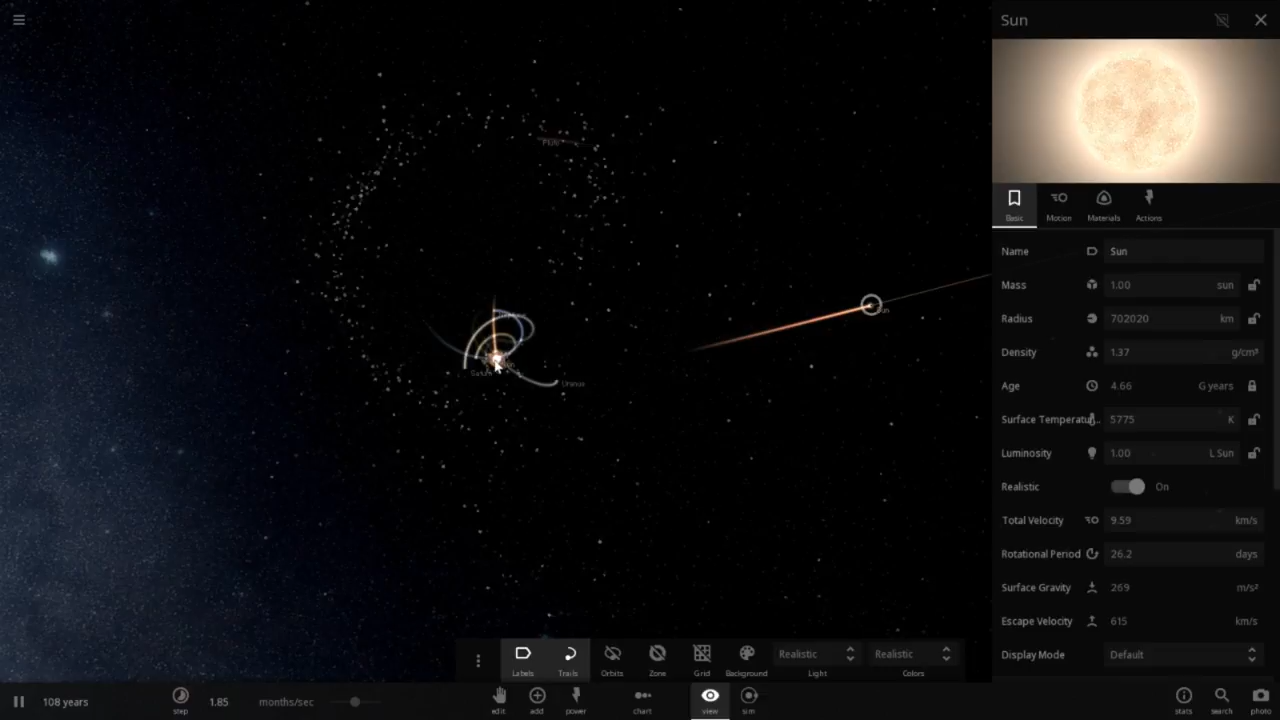 Sun
Basic
Motion
Materials
Actions
Name Sun
Mass 1.00 sun
Radius 702020 km
Density 1.37 g/cm³
Age 4.66 G years
Surface Temperatu... 5775 K
Luminosity 1.00 L Sun
Realistic On
Total Velocity 9.59 km/s
Rotational Period 26.2 days
Surface Gravity 269 m/s²
Escape Velocity 615 km/s
Display Mode Default
Pluto
Sun
Saturn
Uranus
Labels
Trails
Orbits
Zone
Grid
Background
Realistic
Light
Realistic
Colors
108 years
step
1.85 months/sec
edit
add
power
chart
view
sim
stats
search
photo